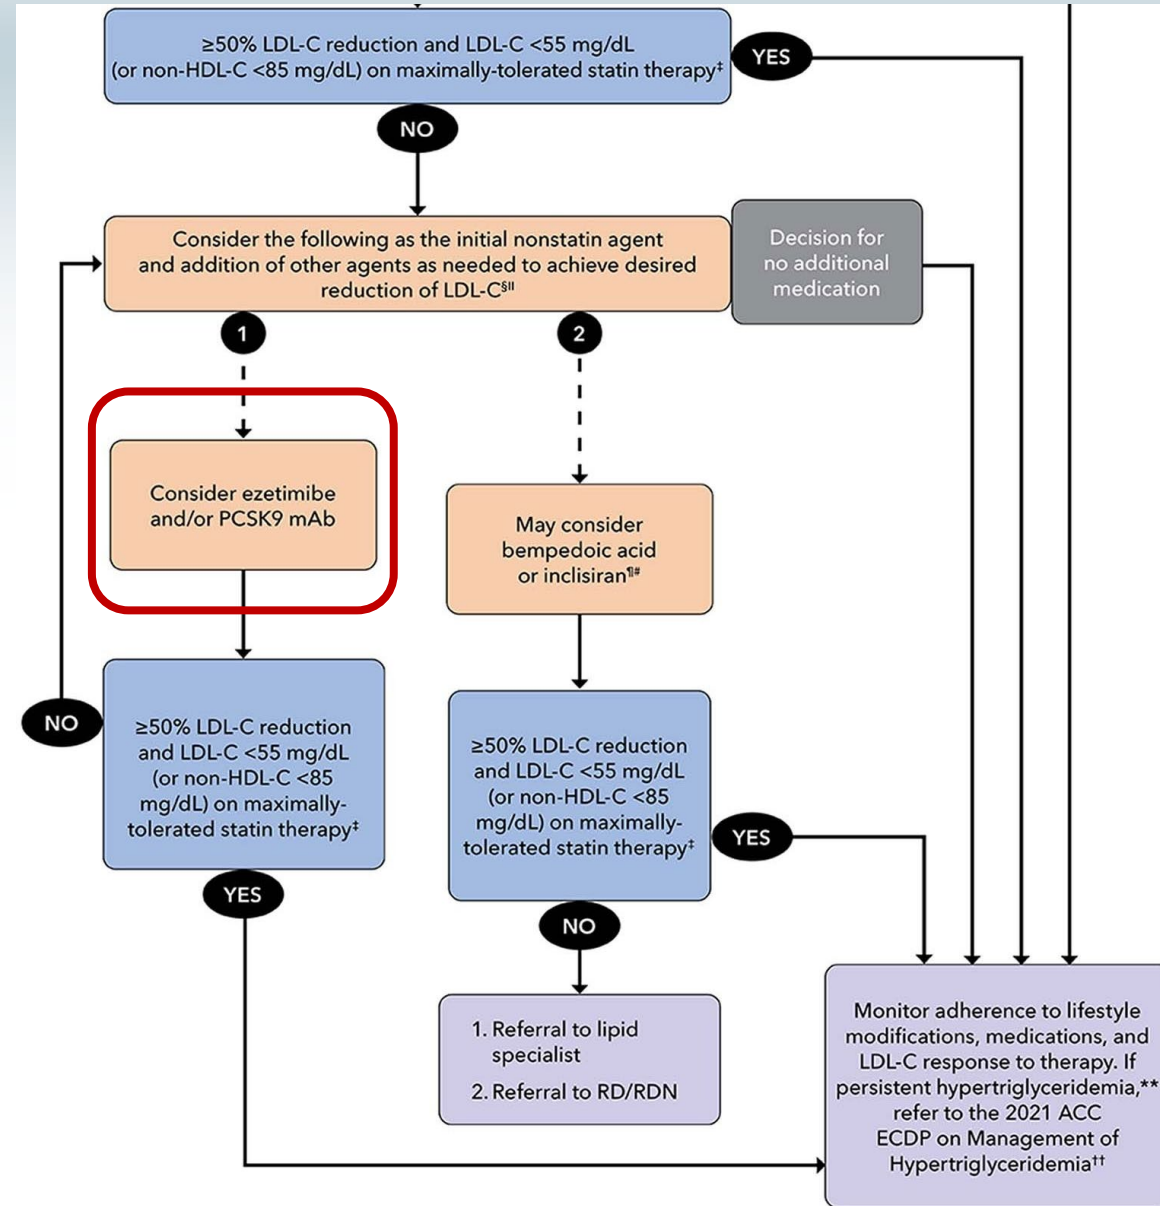 ≥50% LDL-C reduction and LDL-C <55 mg/dL
(or non-HDL-C <85 mg/dL) on maximally-tolerated statin therapy‡
YES
NO
Consider the following as the initial nonstatin agent
and addition of other agents as needed to achieve desired
reduction of LDL-C§||
Decision for
no additional
medication
1
2
Consider ezetimibe
and/or PCSK9 mAb
May consider
bempedoic acid
or inclisiran¶#
NO
≥50% LDL-C reduction
and LDL-C <55 mg/dL
(or non-HDL-C <85
mg/dL) on maximally-
tolerated statin therapy‡
≥50% LDL-C reduction
and LDL-C <55 mg/dL
(or non-HDL-C <85
mg/dL) on maximally-
tolerated statin therapy‡
YES
YES
NO
1. Referral to lipid
specialist
2. Referral to RD/RDN
Monitor adherence to lifestyle
modifications, medications, and
LDL-C response to therapy. If
persistent hypertriglyceridemia,**
refer to the 2021 ACC
ECDP on Management of
Hypertriglyceridemia††